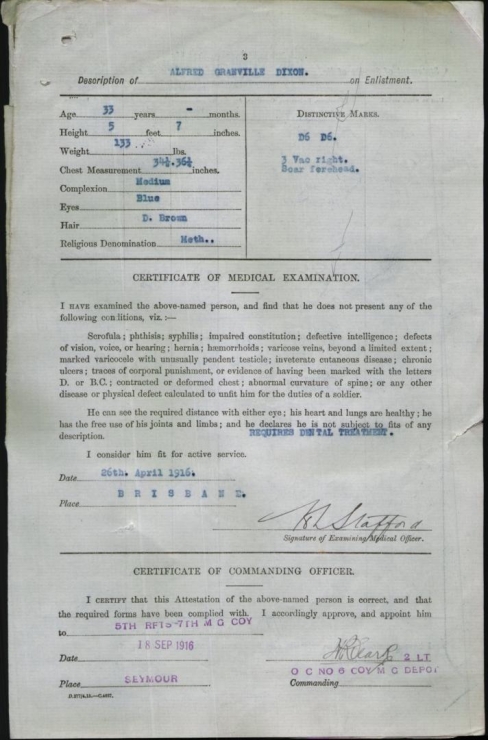 3
Description of ALFRED GRANVILLE DIXON. on Enlistment.
Age 33 years - months.
Height 5 feet 7 inches.
Weight 133 lbs.
Chest Measurement 34½.36½ inches.
Complexion Medium
Eyes Blue
Hair D. Brown
Religious Denomination Meth..
DISTINCTIVE MARKS.
D6 D6.
3 Vac right.
Scar forehead.
CERTIFICATE OF MEDICAL EXAMINATION.
I HAVE examined the above-named person, and find that he does not present any of the
following conditions, viz. :—
Scrofula; phthisis; syphilis; impaired constitution; defective intelligence; defects
of vision, voice, or hearing; hernia; hæmorrhoids; varicose veins, beyond a limited extent;
marked varicocele with unusually pendent testicle; inveterate cutaneous disease; chronic
ulcers; traces of corporal punishment, or evidence of having been marked with the letters
D. or B.C.; contracted or deformed chest; abnormal curvature of spine; or any other
disease or physical defect calculated to unfit him for the duties of a soldier.
He can see the required distance with either eye; his heart and lungs are healthy; he
has the free use of his joints and limbs; and he declares he is not subject to fits of any
description. REQUIRES DENTAL TREATMENT.
I consider him fit for active service.
Date 26th. April 1916.
Place BRISBANE.
Stafford
Signature of Examining Medical Officer.
CERTIFICATE OF COMMANDING OFFICER.
I CERTIFY that this Attestation of the above-named person is correct, and that
the required forms have been complied with. I accordingly approve, and appoint him
to 5TH RFTS 7TH M G COY
Date 18 SEP 1916
2 LT
O C NO 6 COY M G DEPOT
Place SEYMOUR Commanding